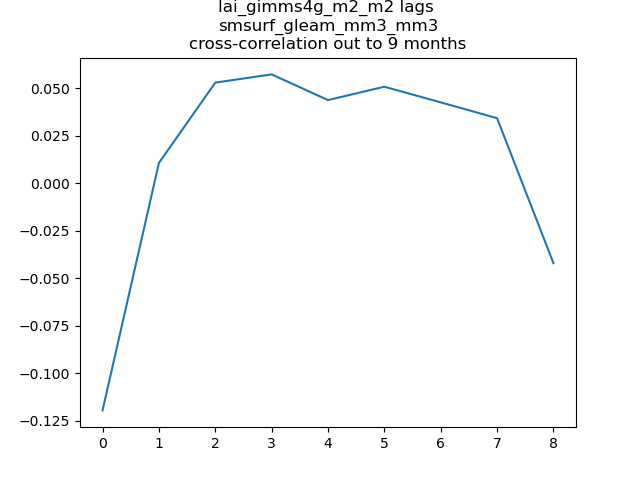 lai_gimms4g_m2_m2 lags
smsurf_gleam_mm3_mm3
cross-correlation out to 9 months
0.050
0.025
0.000
−0.025
−0.050
−0.075
−0.100
−0.125
0 1 2 3 4 5 6 7 8